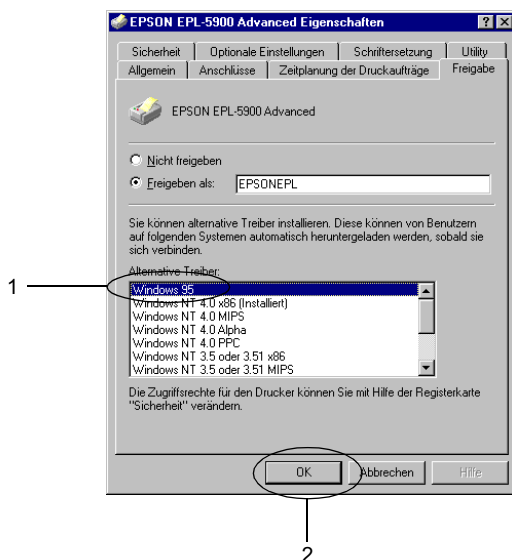 EPSON EPL-5900 Advanced Eigenschaften
Sicherheit Optionale Einstellungen Schriftersetzung Utility
Allgemein Anschlüsse Zeitplanung der Druckaufträge Freigabe
EPSON EPL-5900 Advanced
Nicht freigeben
Freigeben als: EPSONEPL
Sie können alternative Treiber installieren. Diese können von Benutzern
auf folgenden Systemen automatisch heruntergeladen werden, sobald sie
sich verbinden.
Alternative Treiber:
1
Windows 95
Windows NT 4.0 x86 (Installiert)
Windows NT 4.0 MIPS
Windows NT 4.0 Alpha
Windows NT 4.0 PPC
Windows NT 3.5 oder 3.51 x86
Windows NT 3.5 oder 3.51 MIPS
Die Zugriffsrechte für den Drucker können Sie mit Hilfe der Registerkarte
"Sicherheit" verändern.
OK Abbrechen Hilfe
2